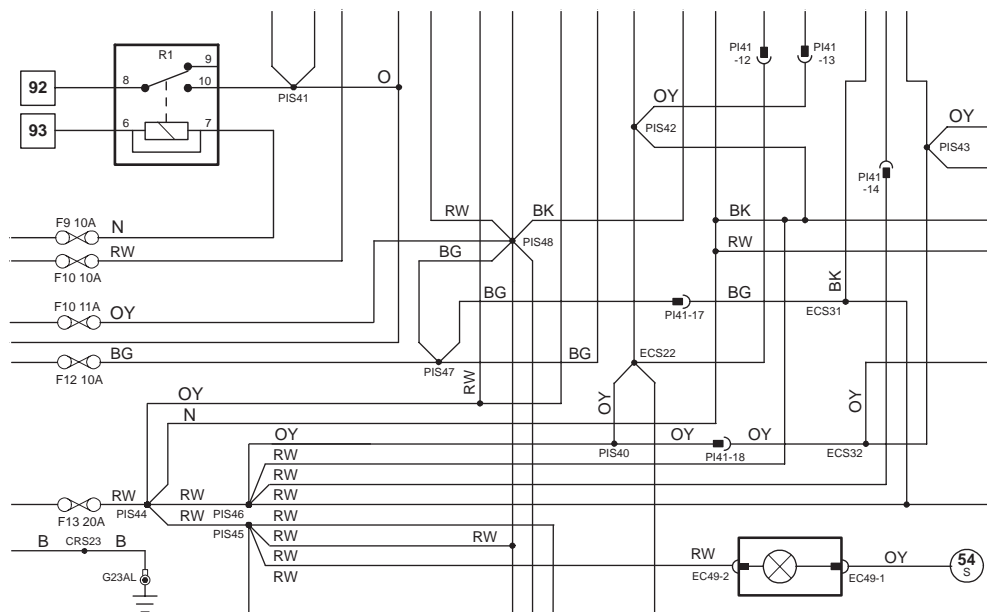 R1
9
PI41
-12
PI41
-13
92
8
10
O
OY
PIS41
PIS42
OY
93
6
7
PIS43
PI41
-14
F9 10A
N
RW
BK
BK
PIS48
RW
RW
BG
F10 10A
BK
BG
BG
F10 11A
OY
PI41-17
ECS31
BG
ECS22
BG
F12 10A
PIS47
RW
OY
OY
OY
N
OY
OY
OY
PIS40
PI41-18
ECS32
RW
RW
RW
RW
RW
PIS44
PIS46
F13 20A
RW
RW
PIS45
RW
RW
B
CRS23
B
RW
RW
OY
54
S
G23AL
EC49-2
EC49-1
RW